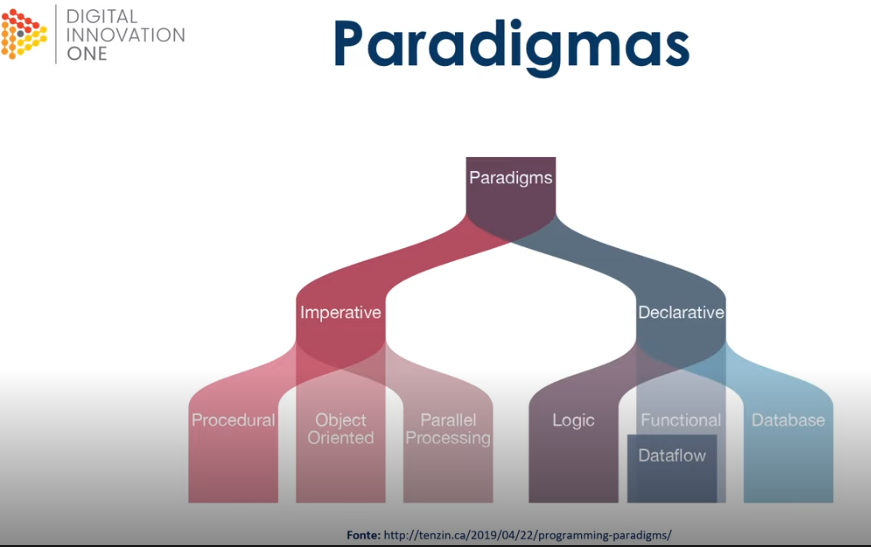 DIGITAL
INNOVATION
ONE
Paradigmas
Paradigms
Imperative
Declarative
Procedural
Object
Oriented
Parallel
Processing
Logic
Functional
Dataflow
Database
Fonte: http://tenzin.ca/2019/04/22/programming-paradigms/